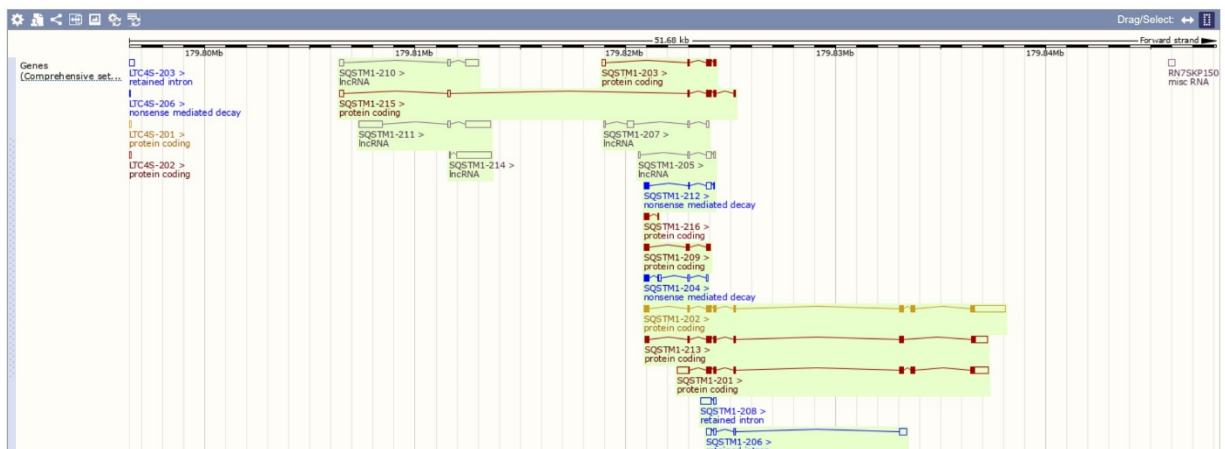 Drag/Select:
51.68 kb
Forward strand
179.80Mb
179.81Mb
179.82Mb
179.83Mb
179.84Mb
Genes
(Comprehensive set...
LTC4S-203 >
retained intron
SQSTM1-210 >
lncRNA
SQSTM1-203 >
protein coding
RN7SKP150
misc RNA
LTC4S-206 >
nonsense mediated decay
SQSTM1-215 >
protein coding
LTC4S-201 >
protein coding
SQSTM1-211 >
lncRNA
SQSTM1-207 >
lncRNA
LTC4S-202 >
protein coding
SQSTM1-214 >
lncRNA
SQSTM1-205 >
lncRNA
SQSTM1-212 >
nonsense mediated decay
SQSTM1-216 >
protein coding
SQSTM1-209 >
protein coding
SQSTM1-204 >
nonsense mediated decay
SQSTM1-202 >
protein coding
SQSTM1-213 >
protein coding
SQSTM1-201 >
protein coding
SQSTM1-208 >
retained intron
SQSTM1-206 >